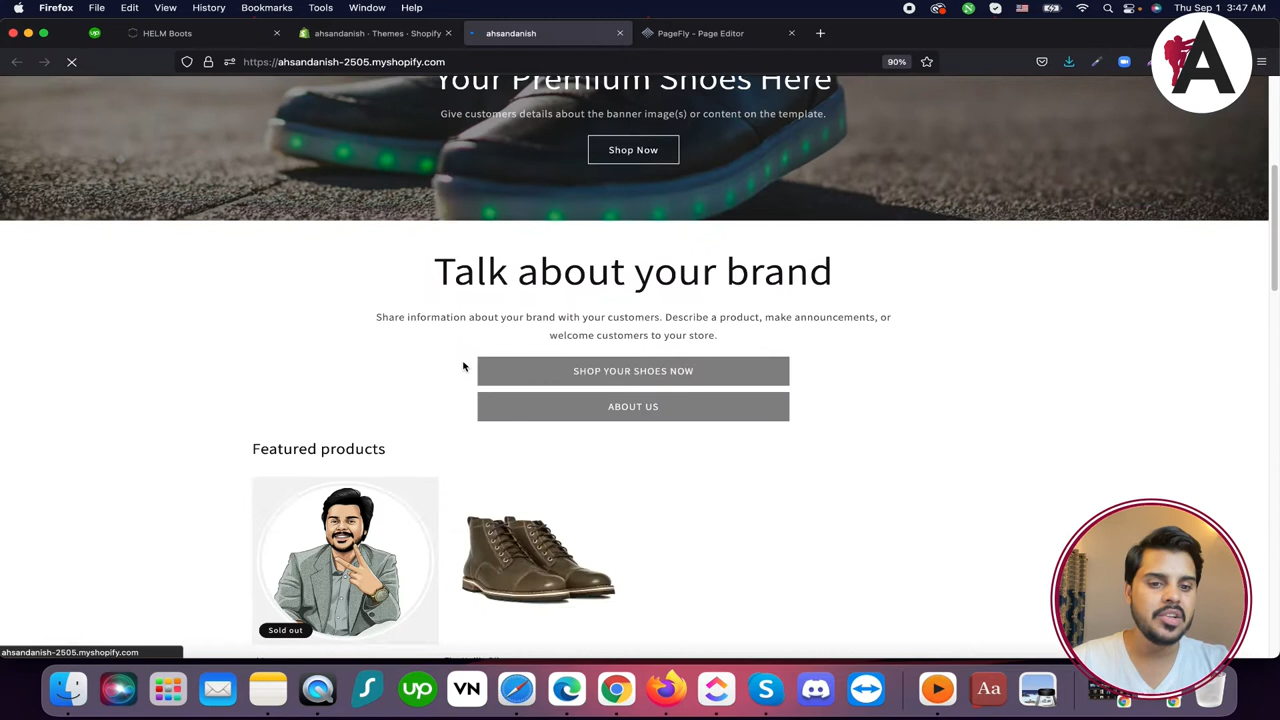 Firefox File Edit View History Bookmarks Tools Window Help Thu Sep 1 3:47 AM
HELM Boots ahsandanish · Themes · Shopify ahsandanish PageFly - Page Editor
https://ahsandanish-2505.myshopify.com 90%
A
Your Premium Shoes Here
Give customers details about the banner image(s) or content on the template.
Shop Now
Talk about your brand
Share information about your brand with your customers. Describe a product, make announcements, or
welcome customers to your store.
SHOP YOUR SHOES NOW
ABOUT US
Featured products
Sold out
ahsandanish-2505.myshopify.com
up VN Aa